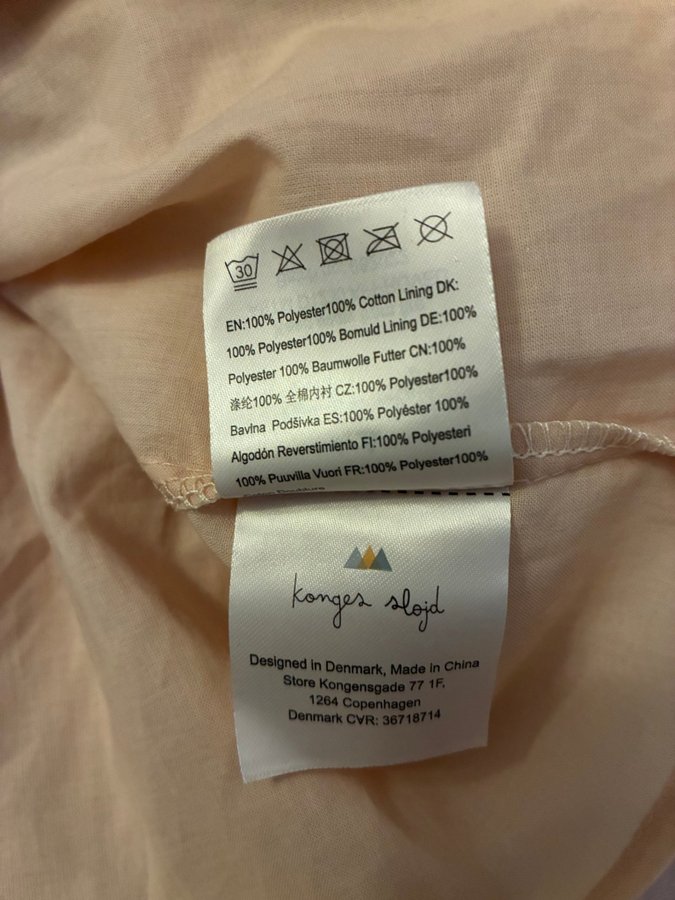 30
EN:100% Polyester100% Cotton Lining DK:
100% Polyester100% Bomuld Lining DE:100%
Polyester 100% Baumwolle Futter CN:100%
涤纶100% 全棉内衬 CZ:100% Polyester100%
Bavlna Podšivka ES:100% Polyéster 100%
Algodón Reverstimiento FI:100% Polyesteri
100% Puuvilla Vuori FR:100% Polyester100%
konges sløjd
Designed in Denmark, Made in China
Store Kongensgade 77 1F,
1264 Copenhagen
Denmark CVR: 36718714